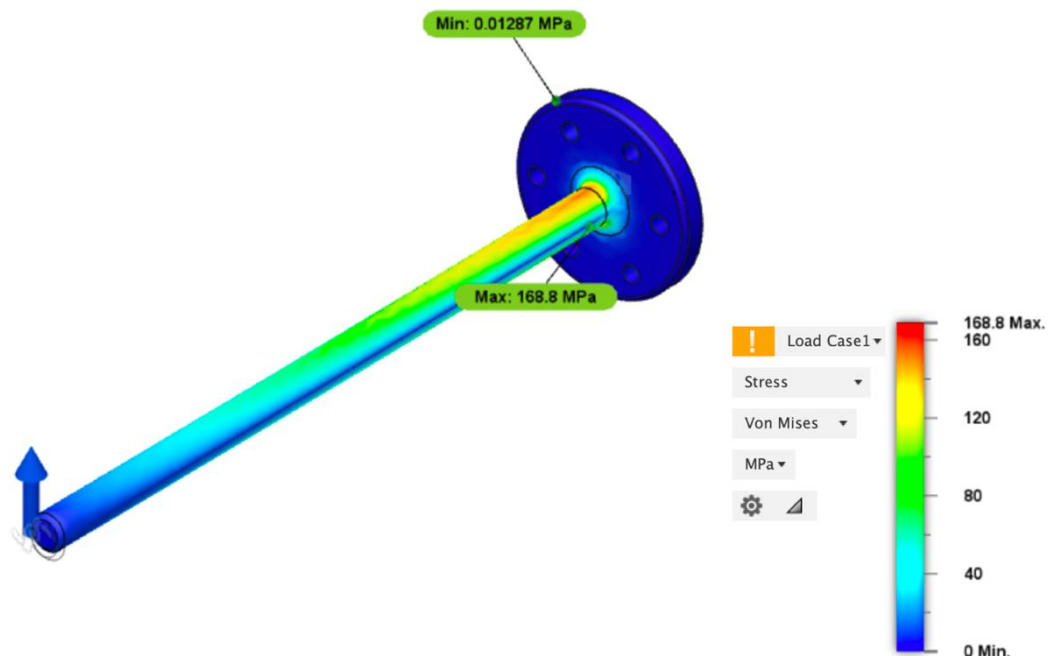 Min: 0.01287 MPa
Max: 168.8 MPa
! Load Case1
Stress
Von Mises
MPa
168.8 Max.
160
120
80
40
0 Min.